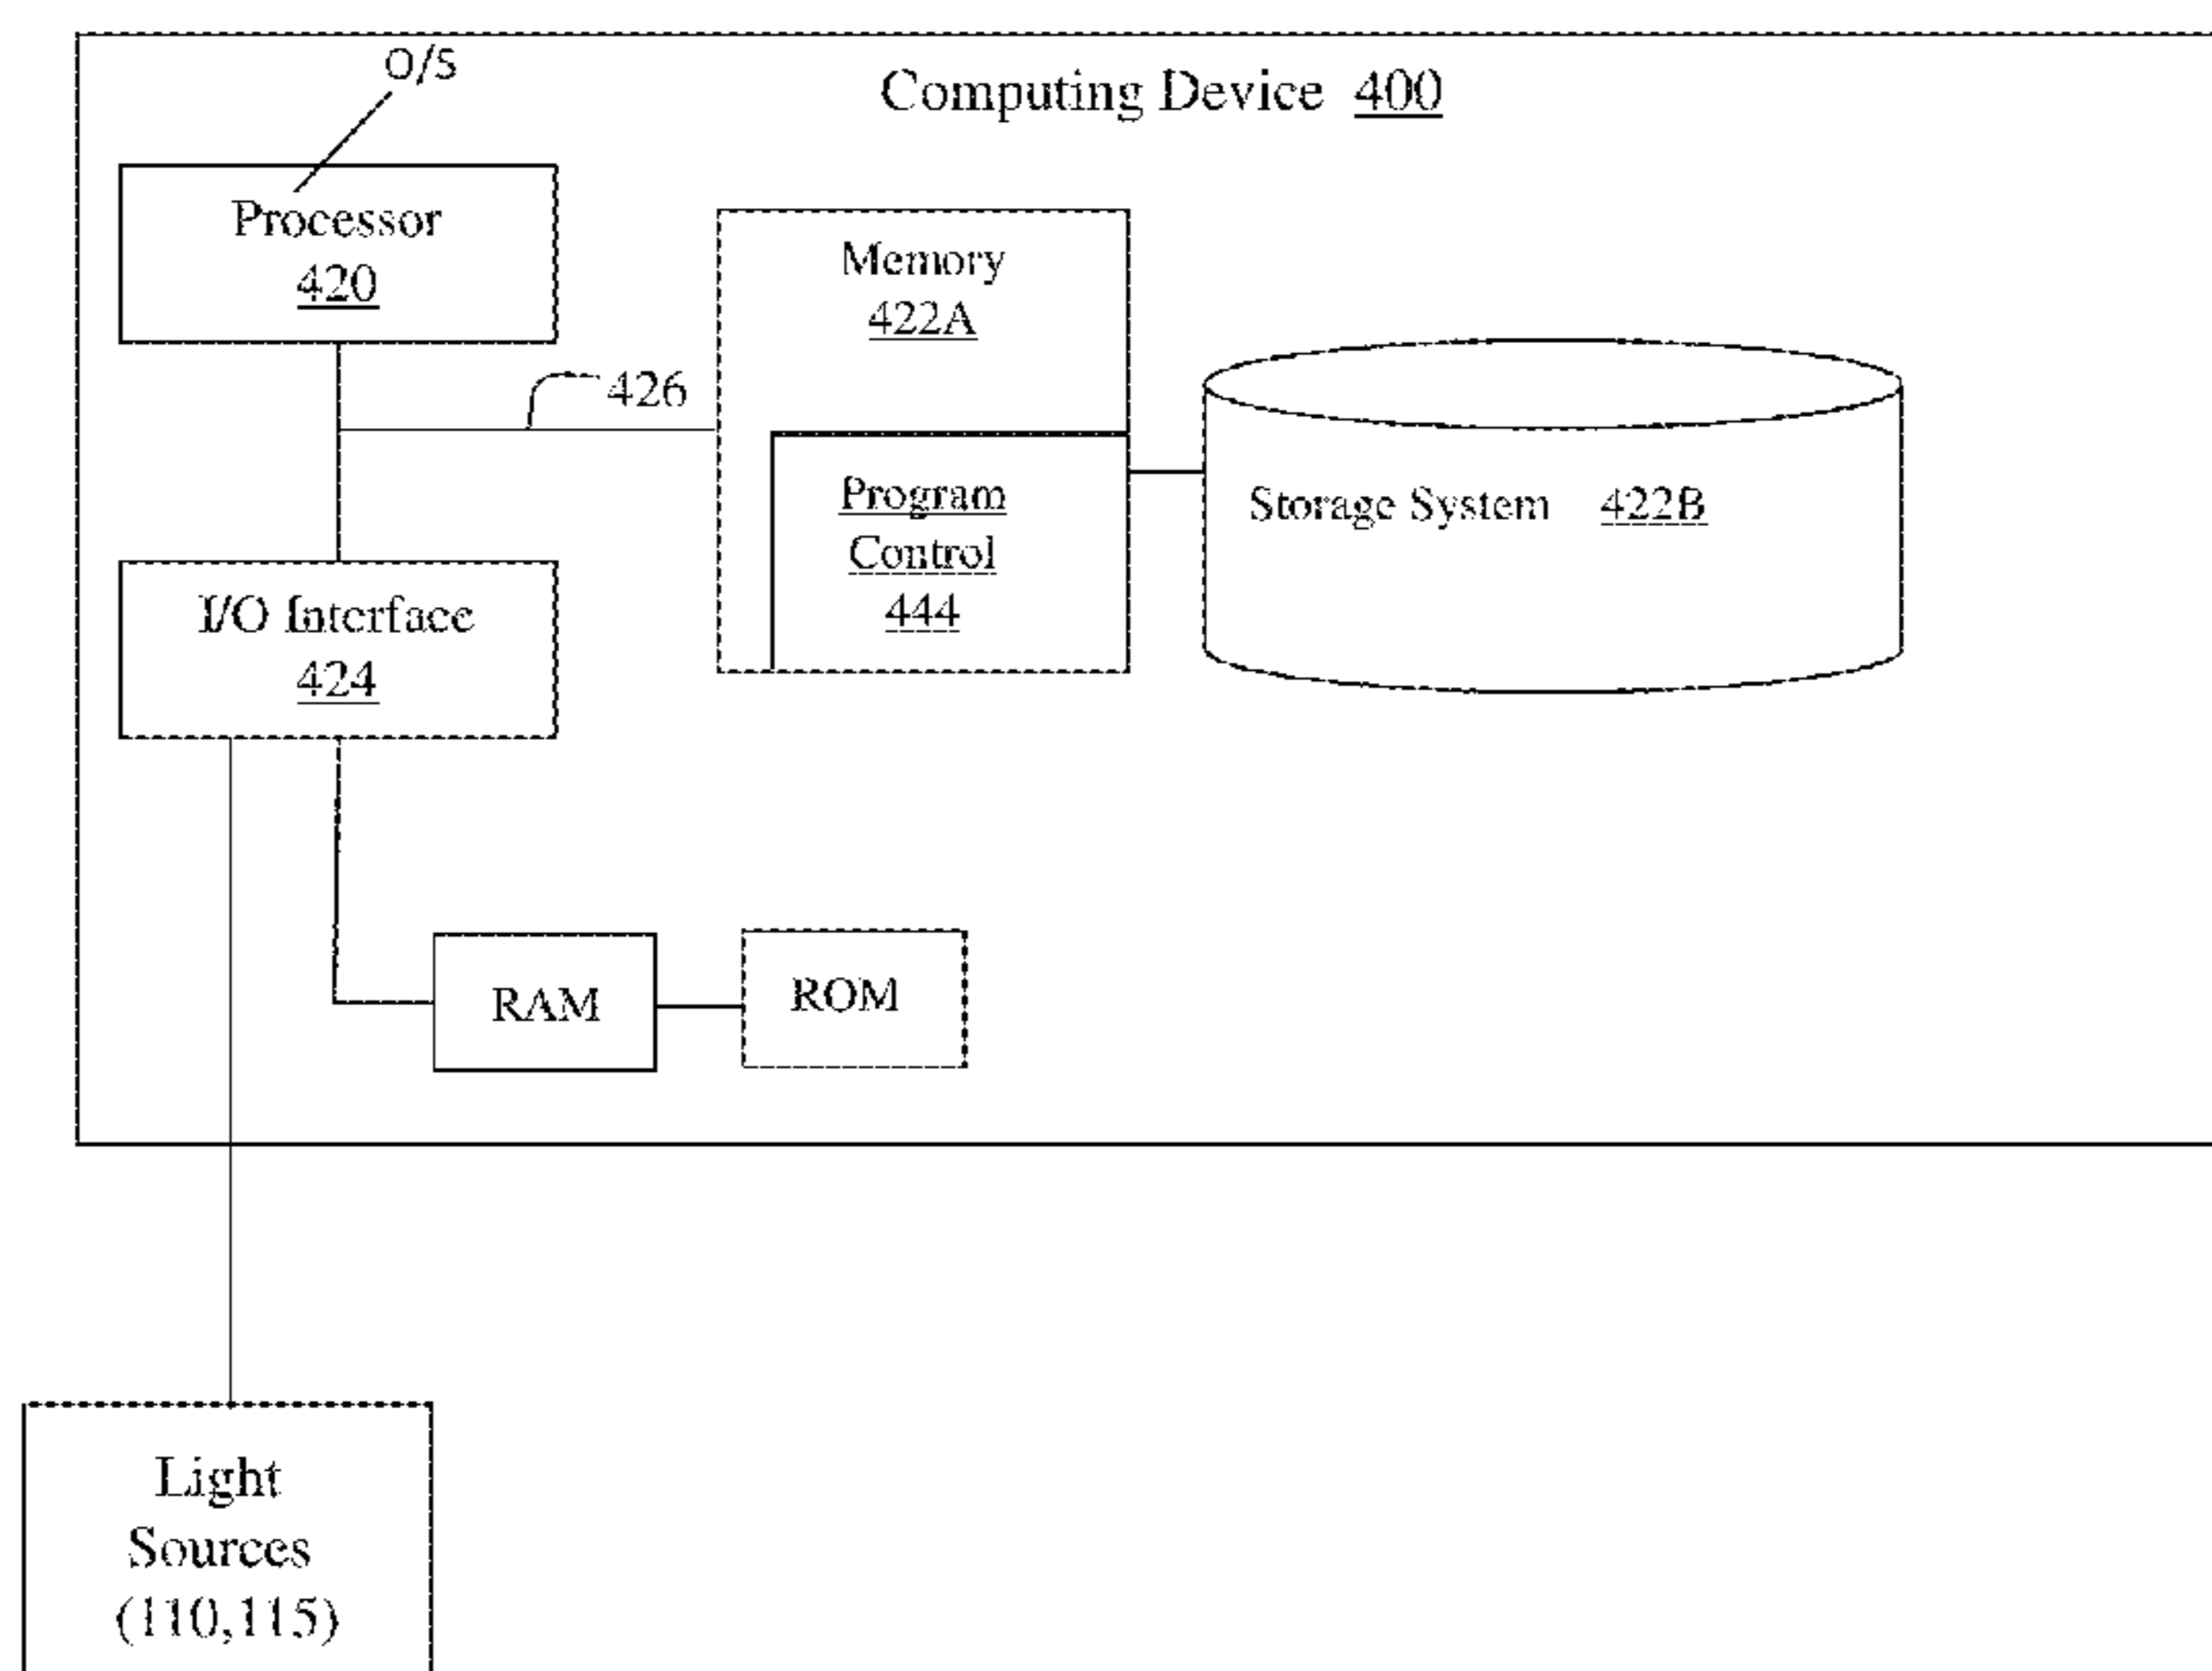 O/S
Computing Device 400
Processor
420
Memory
422A
426
Program
Control
444
Storage System 422B
I/O Interface
424
RAM
ROM
Light
Sources
(110,115)